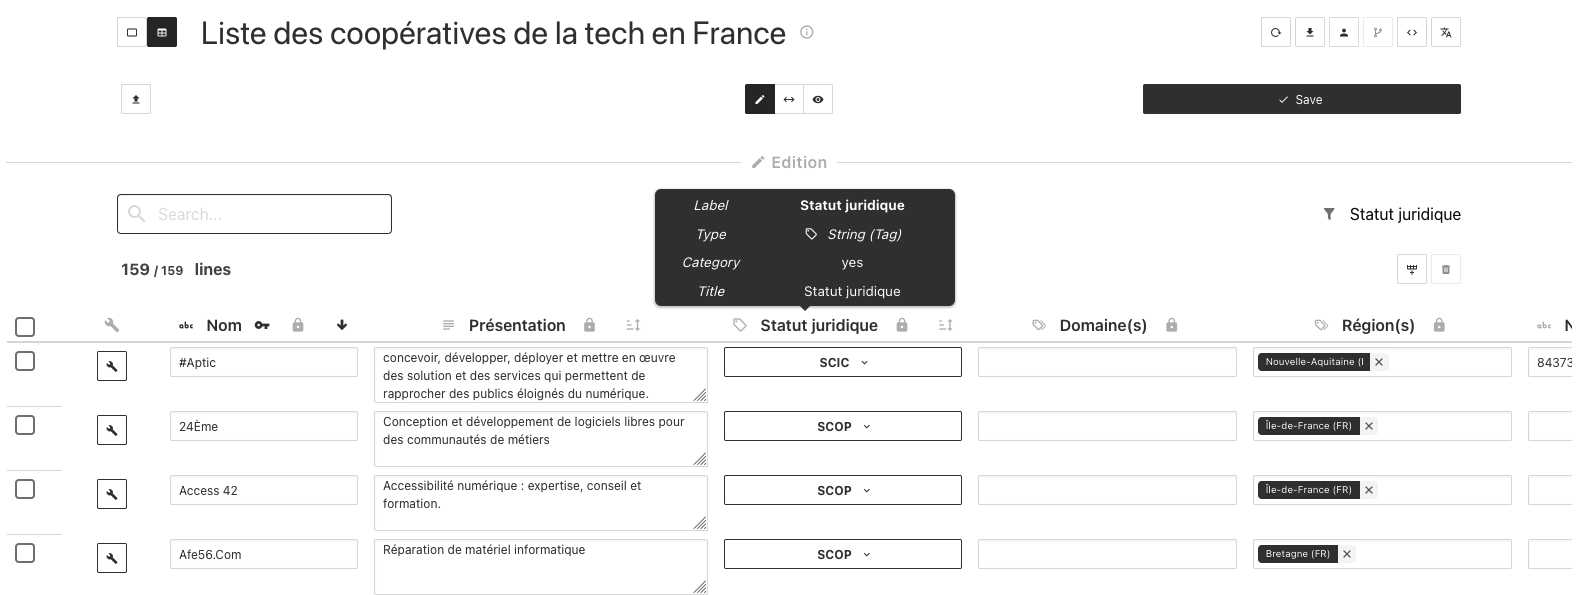 Liste des coopératives de la tech en France
Save
Edition
Search...
Label Statut juridique
Type String (Tag)
Category yes
Title Statut juridique
Statut juridique
159 / 159 lines
abc Nom Présentation Statut juridique Domaine(s) Région(s) abc N
#Aptic
concevoir, développer, déployer et mettre en œuvre
des solution et des services qui permettent de
rapprocher des publics éloignés du numérique.
SCIC
Nouvelle-Aquitaine (I
84373
24Ème
Conception et développement de logiciels libres pour
des communautés de métiers
SCOP
Île-de-France (FR)
Access 42
Accessibilité numérique : expertise, conseil et
formation.
SCOP
Île-de-France (FR)
Afe56.Com
Réparation de matériel informatique
SCOP
Bretagne (FR)